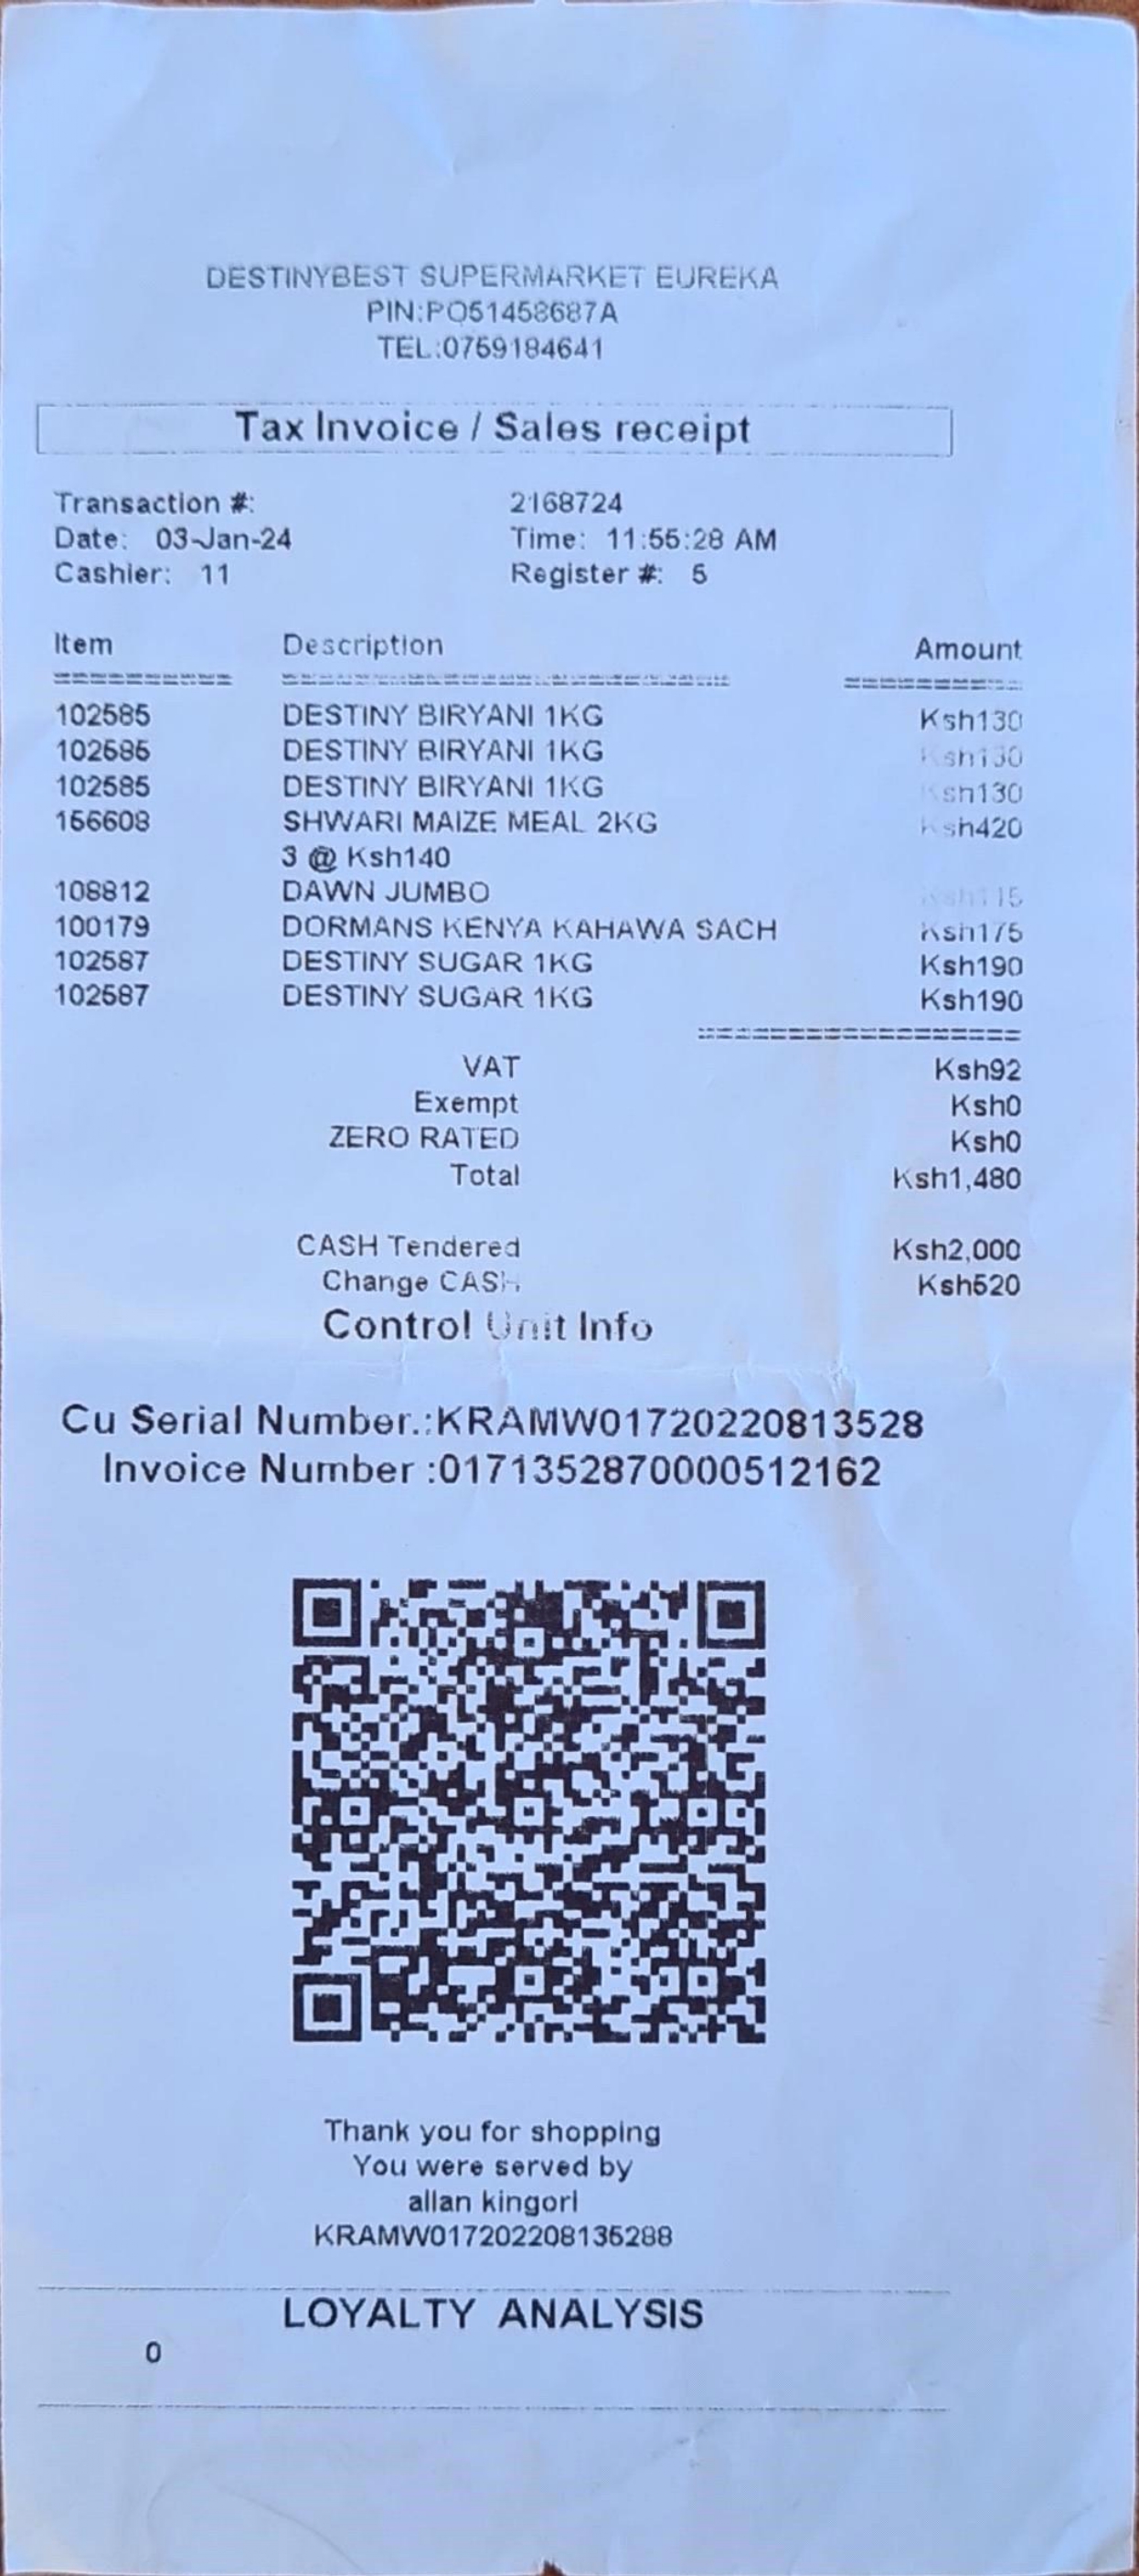 DESTINYBEST SUPERMARKET EUREKA
PIN:PO51458687A
TEL:0759184641
Tax Invoice / Sales receipt
Transaction #: 2168724
Date: 03-Jan-24 Time: 11:55:28 AM
Cashier: 11 Register #: 5
Item Description Amount
102585 DESTINY BIRYANI 1KG Ksh130
102585 DESTINY BIRYANI 1KG Ksh130
102585 DESTINY BIRYANI 1KG Ksh130
156608 SHWARI MAIZE MEAL 2KG Ksh420
3 @ Ksh140
108812 DAWN JUMBO Ksh115
100179 DORMANS KENYA KAHAWA SACH Ksh175
102587 DESTINY SUGAR 1KG Ksh190
102587 DESTINY SUGAR 1KG Ksh190
VAT Ksh92
Exempt Ksh0
ZERO RATED Ksh0
Total Ksh1,480
CASH Tendered Ksh2,000
Change CASH Ksh520
Control Unit Info
Cu Serial Number.:KRAMW01720220813528
Invoice Number :0171352870000512162
Thank you for shopping
You were served by
allan kingori
KRAMW017202208135288
LOYALTY ANALYSIS
0